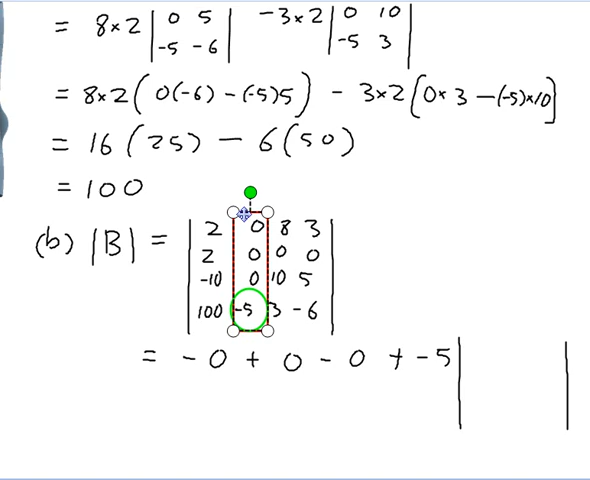 = 8×2 | 0 5 -3×2 | 0 10
|-5 -6 | |-5 3 |
= 8×2 ( 0(-6) - (-5)5 ) - 3×2 [ 0×3 - (-5)×10 ]
= 16 (25) - 6(50)
= 100
(b) |B| = | 2 0 8 3 |
| 2 0 0 0 |
| -10 0 10 5 |
| 100 -5 3 -6 |
= - 0 + 0 - 0 + -5 | |